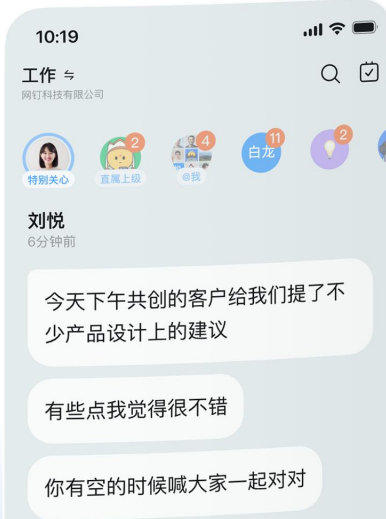 10:19
工作
网钉科技有限公司
2
4
11
2
白龙
特别关心
直属上级
@我
刘悦
6分钟前
今天下午共创的客户给我们提了不
少产品设计上的建议
有些点我觉得很不错
你有空的时候喊大家一起对对